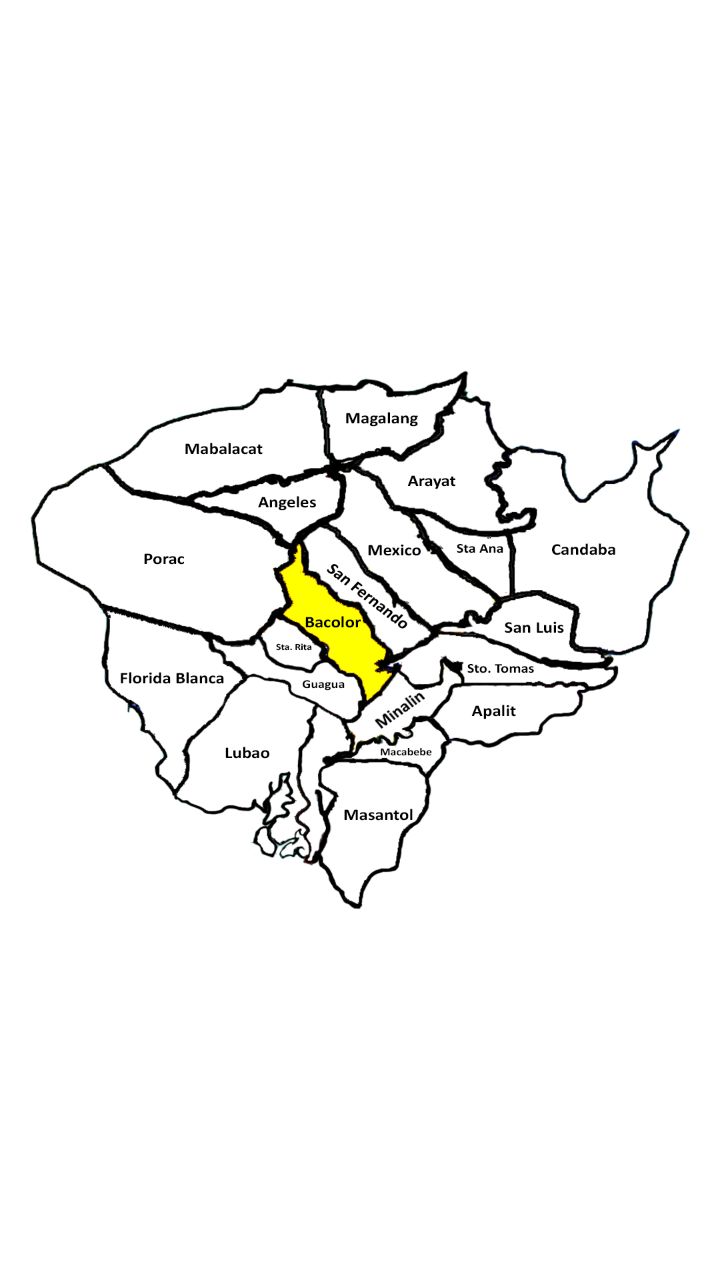 Magalang
Mabalacat
Arayat
Angeles
Mexico
Sta Ana
Candaba
Porac
San Fernando
Bacolor
San Luis
Sta. Rita
Sto. Tomas
Florida Blanca
Guagua
Minalin
Apalit
Lubao
Macabebe
Masantol